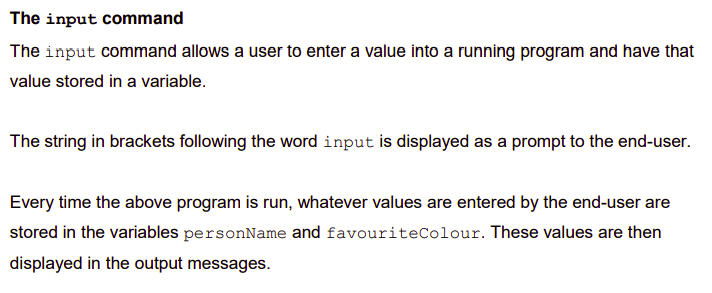 The input command
The input command allows a user to enter a value into a running program and have that
value stored in a variable.
The string in brackets following the word input is displayed as a prompt to the end-user.
Every time the above program is run, whatever values are entered by the end-user are
stored in the variables personName and favouriteColour. These values are then
displayed in the output messages.